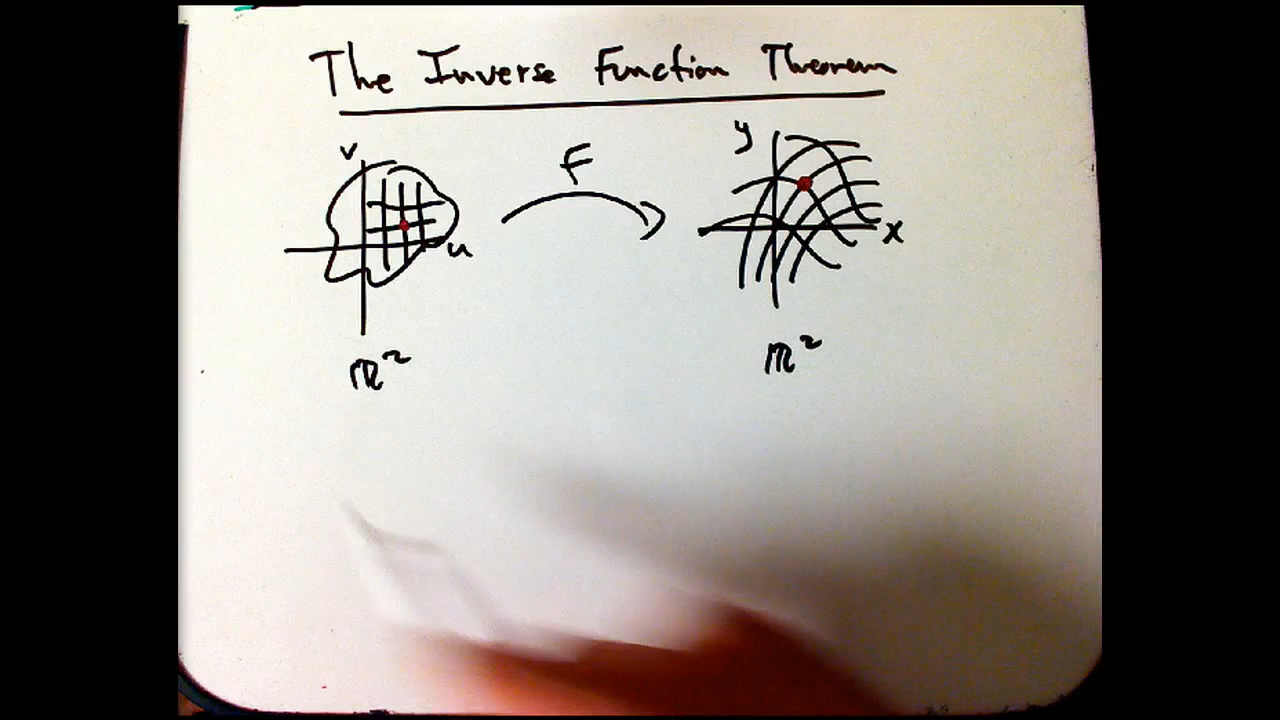 The Inverse Function Theorem
v F y
u x
ℝ² ℝ²